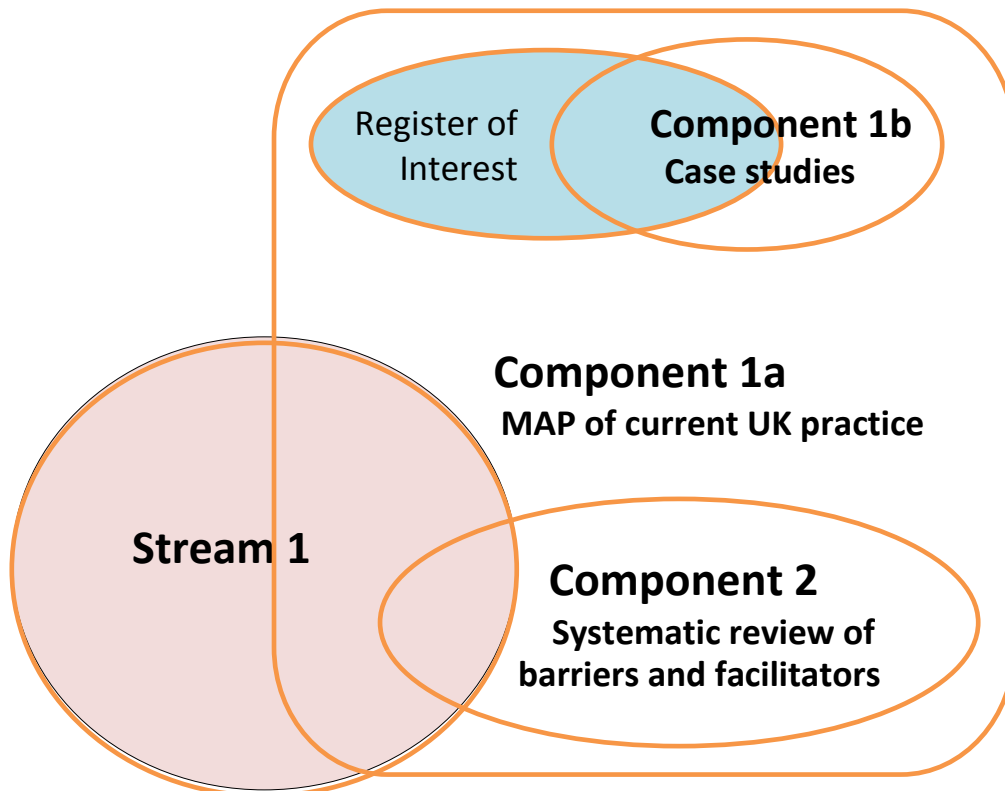 Register of
Interest
Component 1b
Case studies
Component 1a
MAP of current UK practice
Stream 1
Component 2
Systematic review of
barriers and facilitators